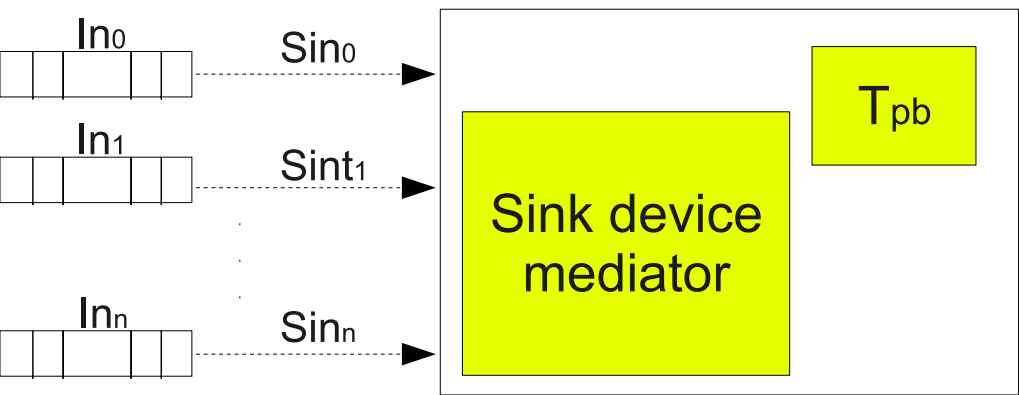 In₀ Sin₀
Tpb
In₁ Sint₁
Sink device
mediator
Inₙ Sinₙ